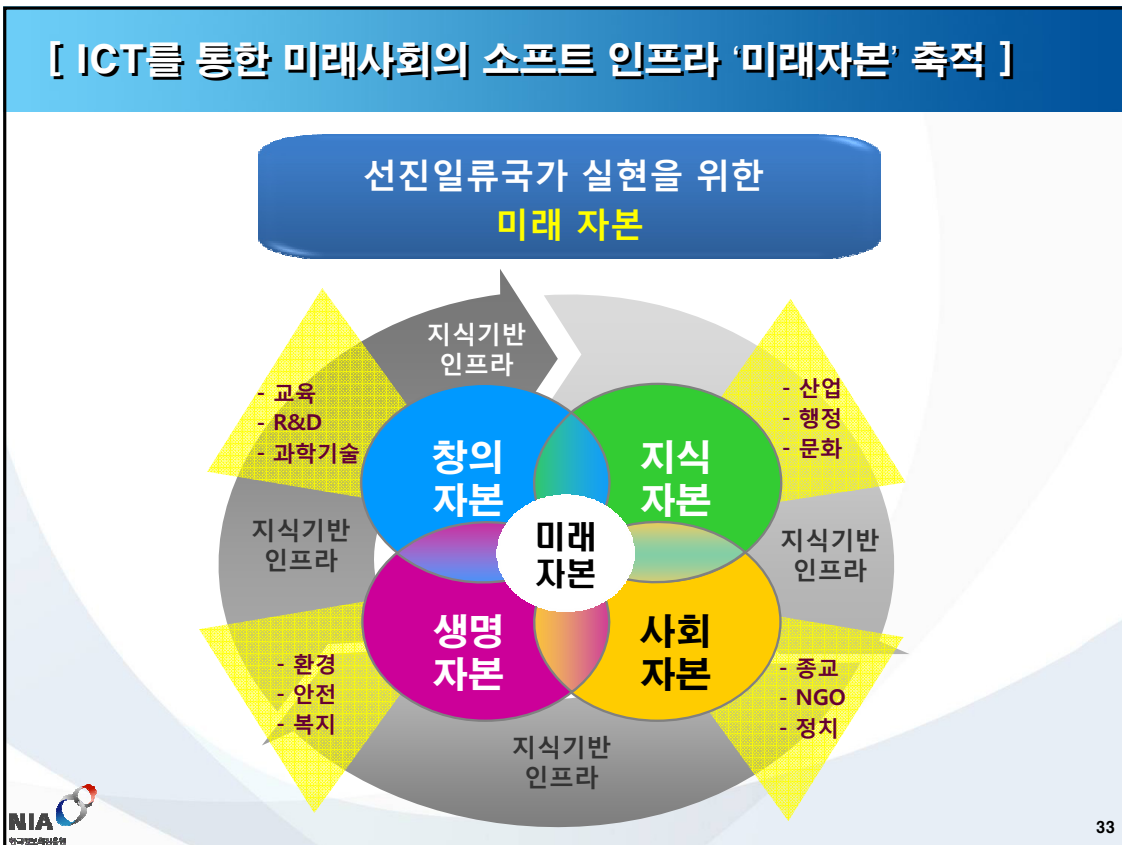 [ ICT를 통한 미래사회의 소프트 인프라 ‘미래자본’ 축적 ]
선진일류국가 실현을 위한
미래 자본
지식기반
인프라
- 교육
- R&D
- 과학기술
- 산업
- 행정
- 문화
창의
자본
지식
자본
지식기반
인프라
미래
자본
지식기반
인프라
생명
자본
사회
자본
- 환경
- 안전
- 복지
- 종교
- NGO
- 정치
지식기반
인프라
NIA
33